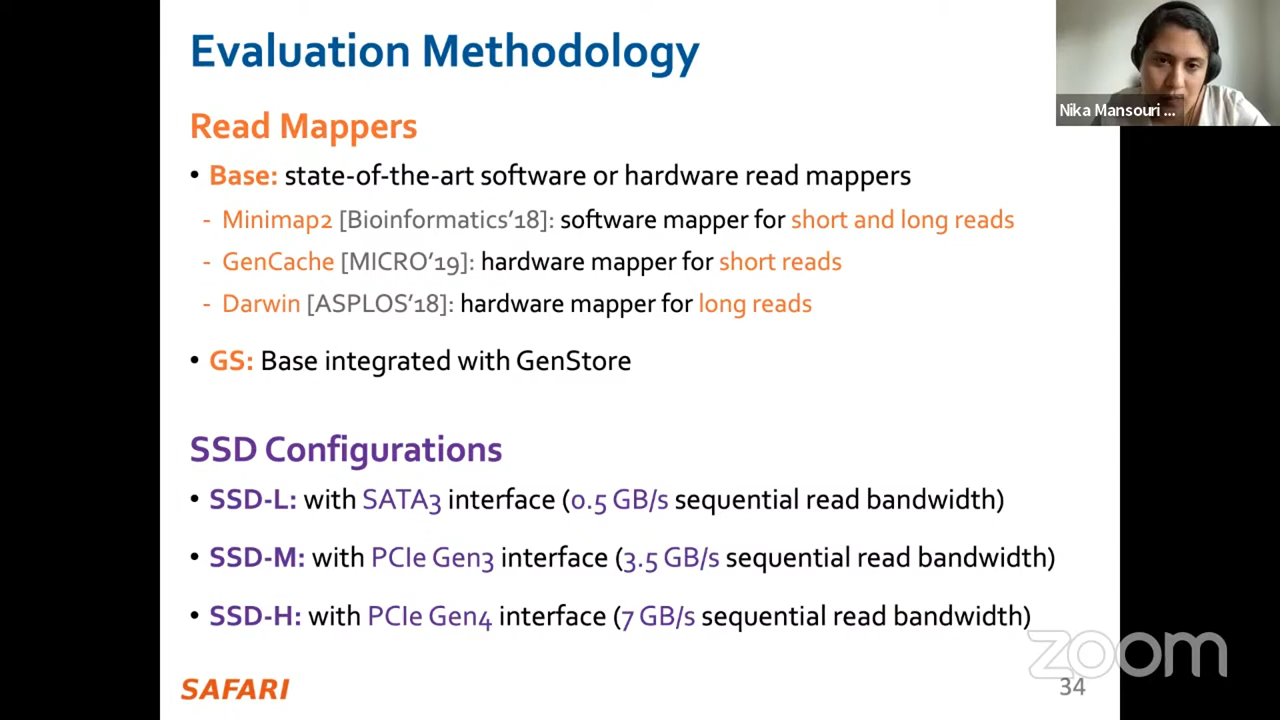 Evaluation Methodology
Nika Mansouri ...
Read Mappers
• Base: state-of-the-art software or hardware read mappers
- Minimap2 [Bioinformatics’18]: software mapper for short and long reads
- GenCache [MICRO’19]: hardware mapper for short reads
- Darwin [ASPLOS’18]: hardware mapper for long reads
• GS: Base integrated with GenStore
SSD Configurations
• SSD-L: with SATA3 interface (0.5 GB/s sequential read bandwidth)
• SSD-M: with PCIe Gen3 interface (3.5 GB/s sequential read bandwidth)
• SSD-H: with PCIe Gen4 interface (7 GB/s sequential read bandwidth)
zoom
SAFARI
34